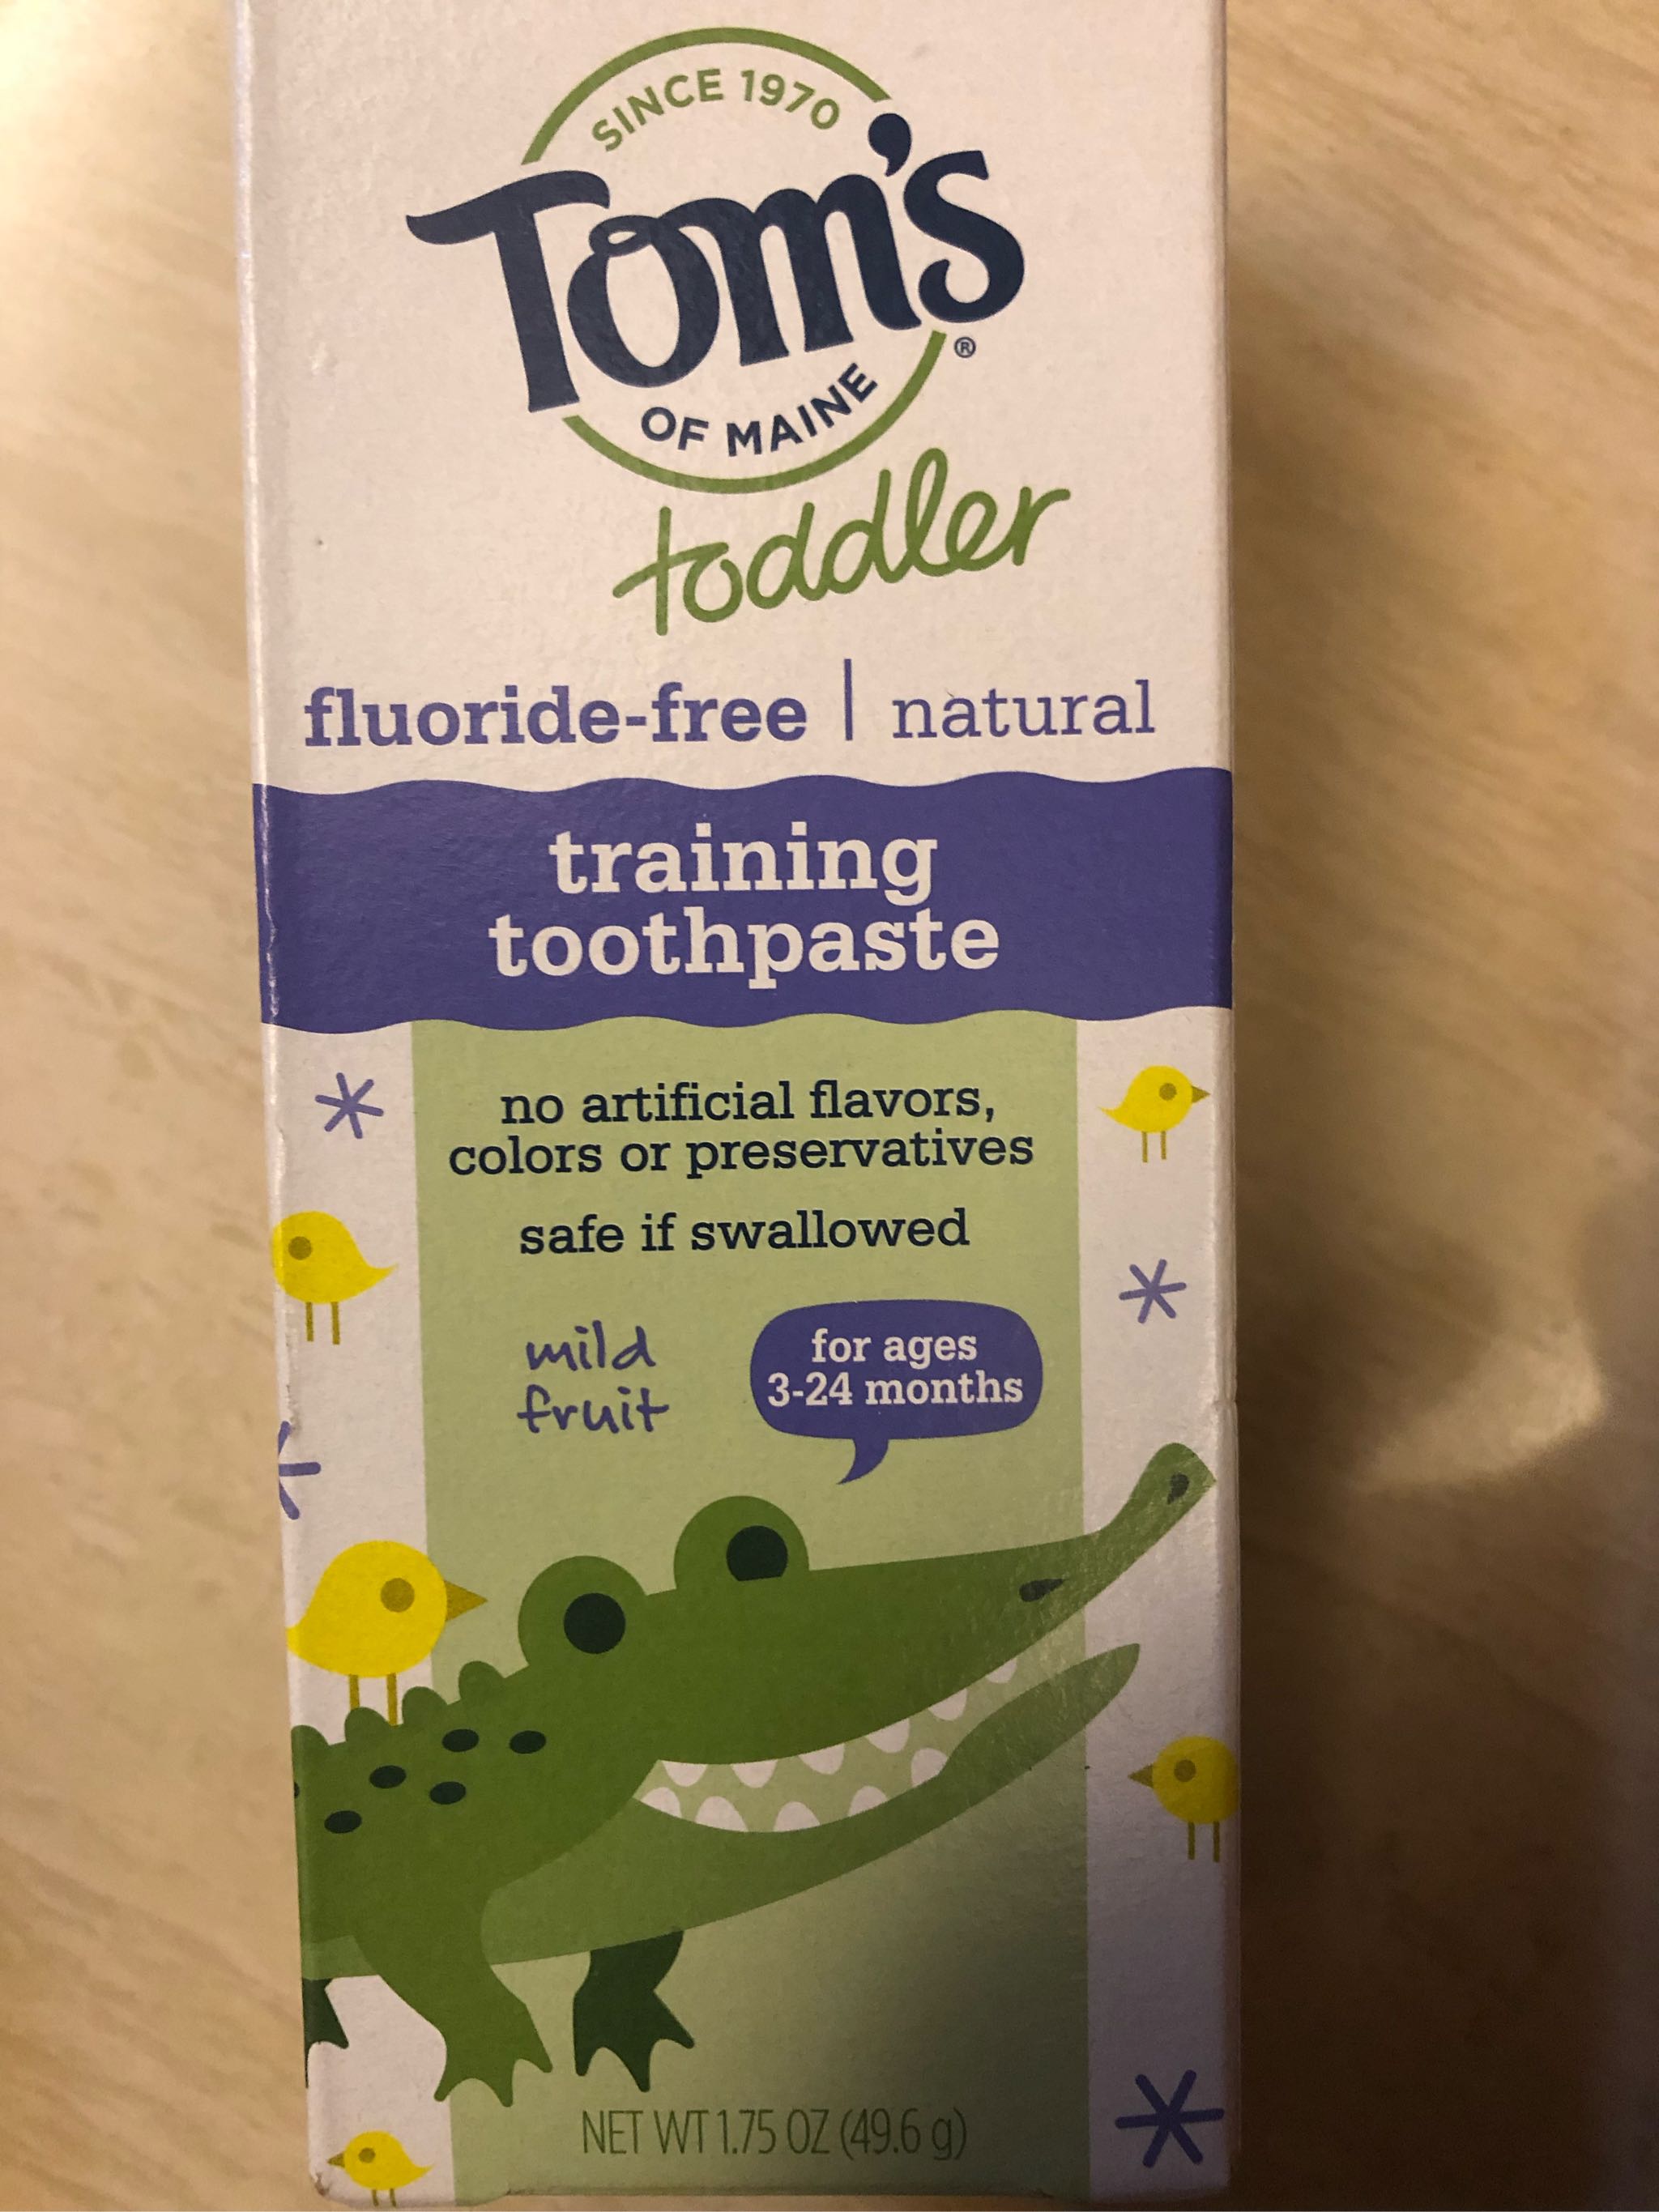 SINCE 1970
Tom's
®
OF MAINE
toddler
fluoride-free | natural
training
toothpaste
no artificial flavors,
colors or preservatives
safe if swallowed
mild
fruit
for ages
3-24 months
NET WT 1.75 OZ (49.6 g)